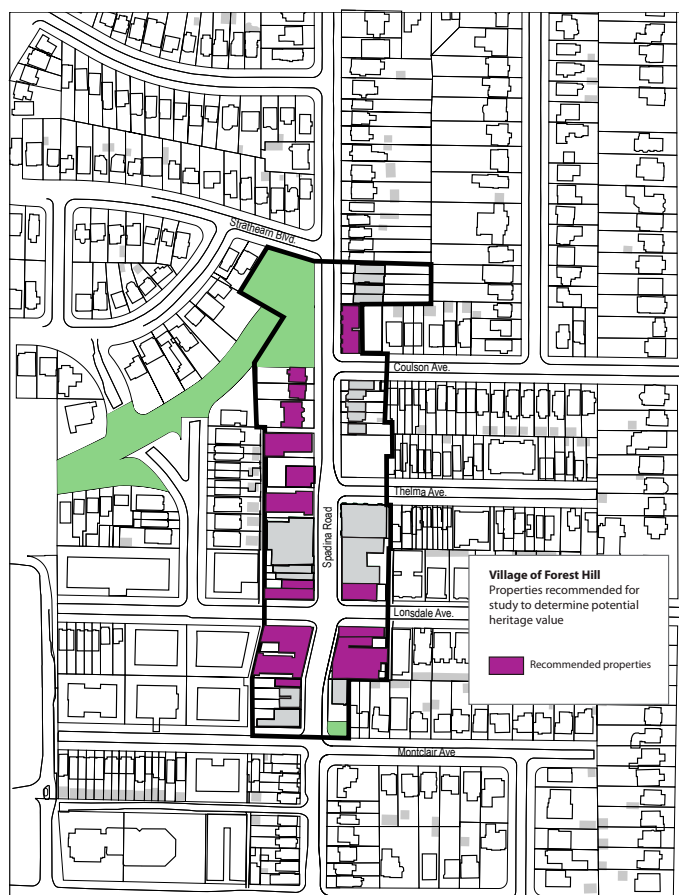 Strathearn Blvd.
Coulson Ave.
Thelma Ave.
Spadina Road
Lonsdale Ave.
Montclair Ave
Village of Forest Hill
Properties recommended for
study to determine potential
heritage value
Recommended properties